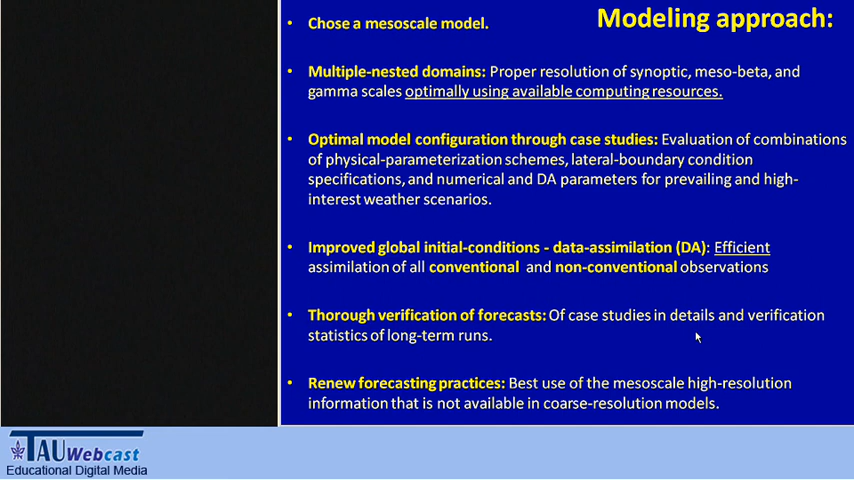 Modeling approach:
• Chose a mesoscale model.
• Multiple-nested domains: Proper resolution of synoptic, meso-beta, and
gamma scales optimally using available computing resources.
• Optimal model configuration through case studies: Evaluation of combinations
of physical-parameterization schemes, lateral-boundary condition
specifications, and numerical and DA parameters for prevailing and high-
interest weather scenarios.
• Improved global initial-conditions - data-assimilation (DA): Efficient
assimilation of all conventional and non-conventional observations
• Thorough verification of forecasts: Of case studies in details and verification
statistics of long-term runs.
• Renew forecasting practices: Best use of the mesoscale high-resolution
information that is not available in coarse-resolution models.
TAU Webcast
Educational Digital Media